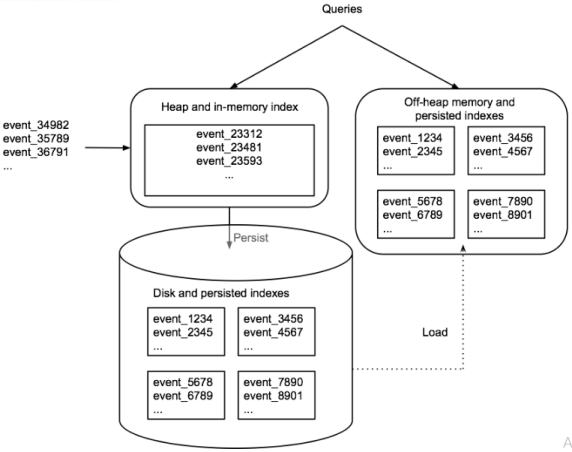 Queries
Heap and in-memory index
event_23312
event_23481
event_23593
...
event_34982
event_35789
event_36791
...
Off-heap memory and
persisted indexes
event_1234
event_2345
...
event_3456
event_4567
...
event_5678
event_6789
...
event_7890
event_8901
...
Persist
Disk and persisted indexes
event_1234
event_2345
...
event_3456
event_4567
...
event_5678
event_6789
...
event_7890
event_8901
...
Load
A